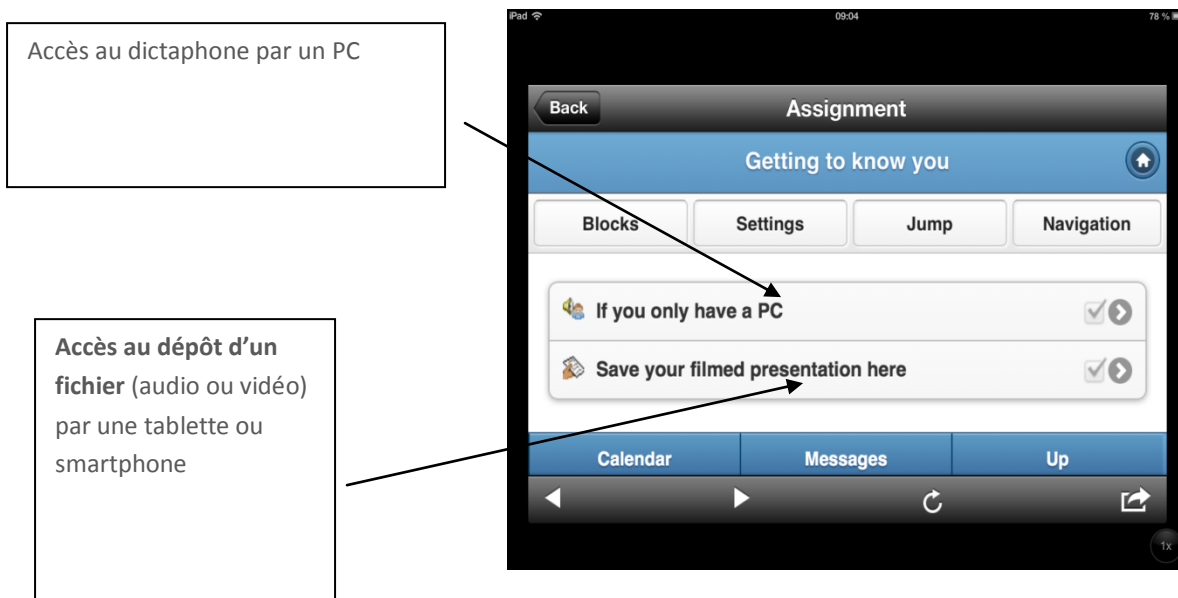 Accès au dictaphone par un PC
Accès au dépôt d'un
fichier (audio ou vidéo)
par une tablette ou
smartphone
iPad 09:04 78 %
Back Assignment
Getting to know you
Blocks Settings Jump Navigation
If you only have a PC
Save your filmed presentation here
Calendar Messages Up
1x